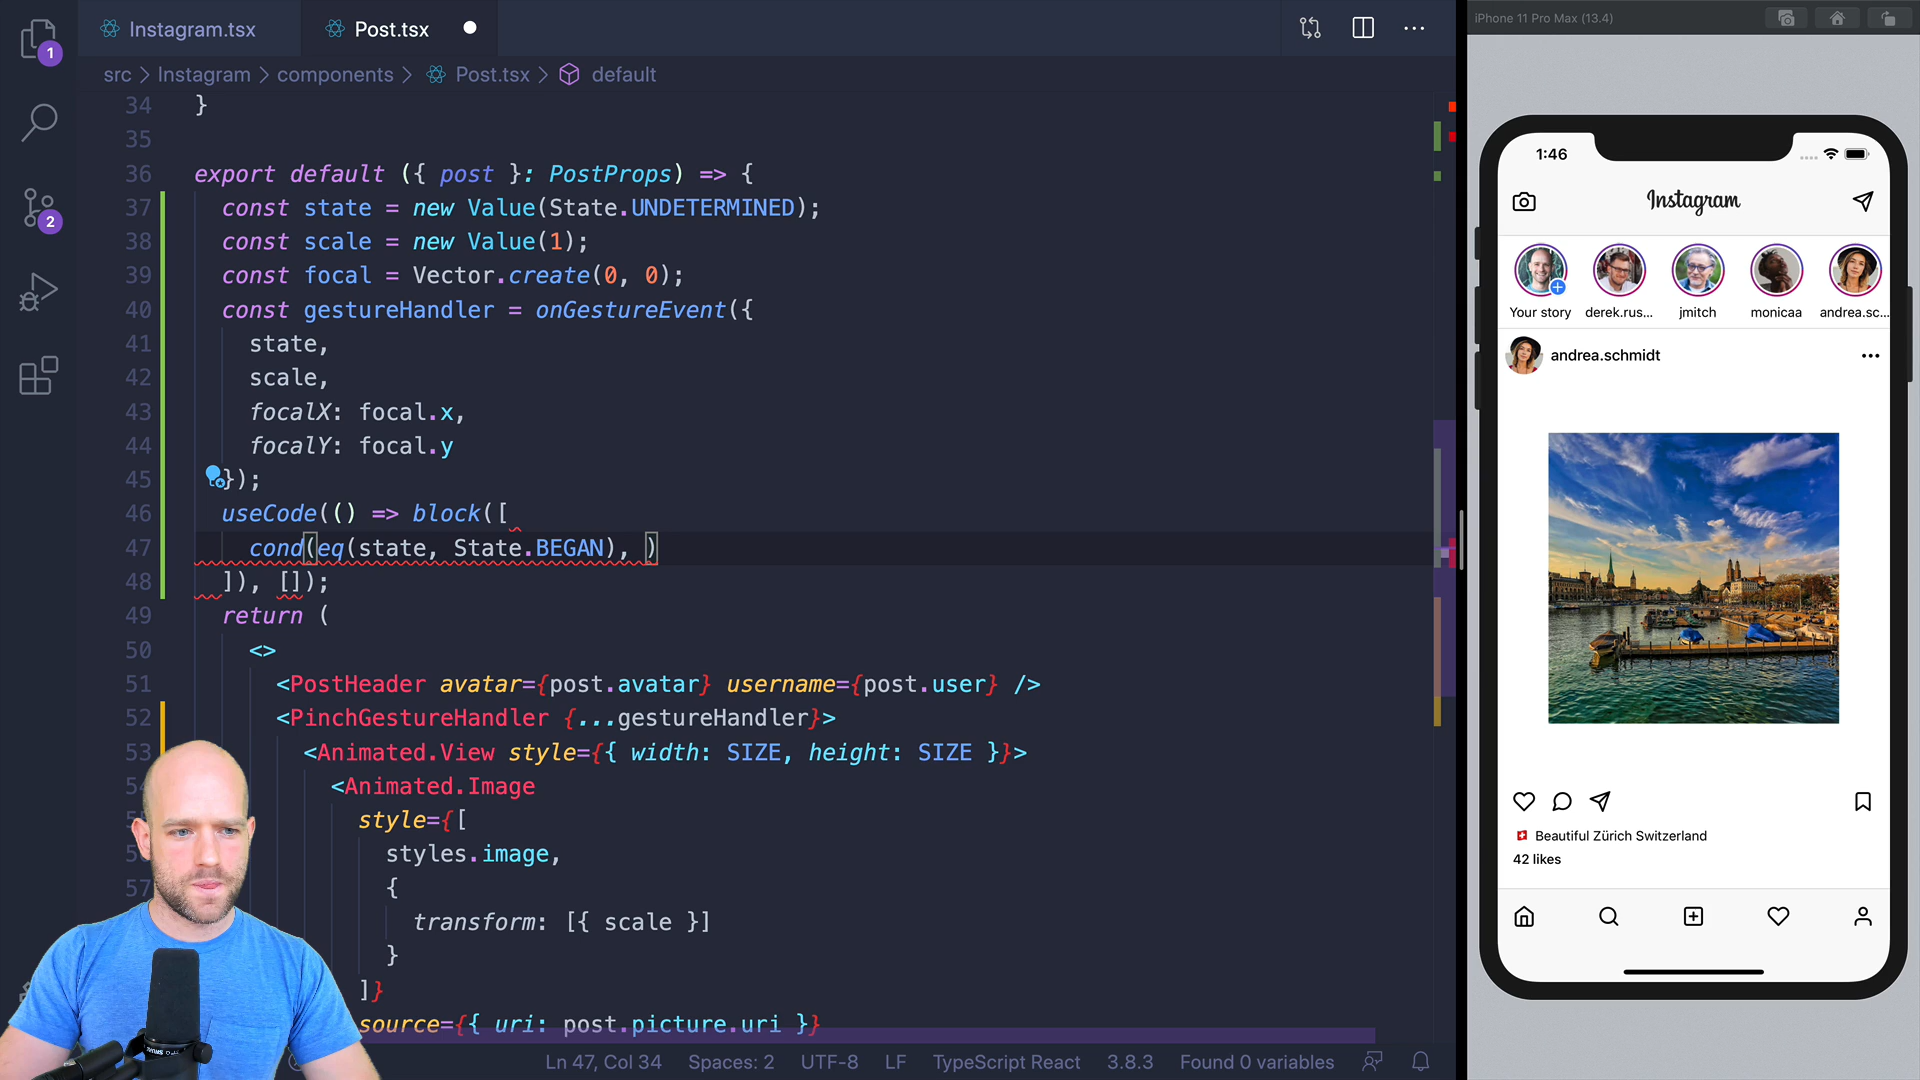 1
Instagram.tsx
Post.tsx
iPhone 11 Pro Max (13.4)
src > Instagram > components > Post.tsx > default
34 }
35
36 export default ({ post }: PostProps) => {
37 const state = new Value(State.UNDETERMINED);
38 const scale = new Value(1);
39 const focal = Vector.create(0, 0);
40 const gestureHandler = onGestureEvent({
41 state,
42 scale,
43 focalX: focal.x,
44 focalY: focal.y
45 });
46 useCode(() => block([
47 cond(eq(state, State.BEGAN), )
48 ]), []);
49 return (
50 <>
51 <PostHeader avatar={post.avatar} username={post.user} />
52 <PinchGestureHandler {...gestureHandler}>
53 <Animated.View style={{ width: SIZE, height: SIZE }}>
<Animated.Image
style={[
styles.image,
57 {
transform: [{ scale }]
}
]}
source={{ uri: post.picture.uri }}
2
Ln 47, Col 34
Spaces: 2
UTF-8
LF
TypeScript React
3.8.3
Found 0 variables
1:46
Instagram
Your story
derek.rus...
jmitch
monicaa
andrea.sc...
andrea.schmidt
Beautiful Zürich Switzerland
42 likes